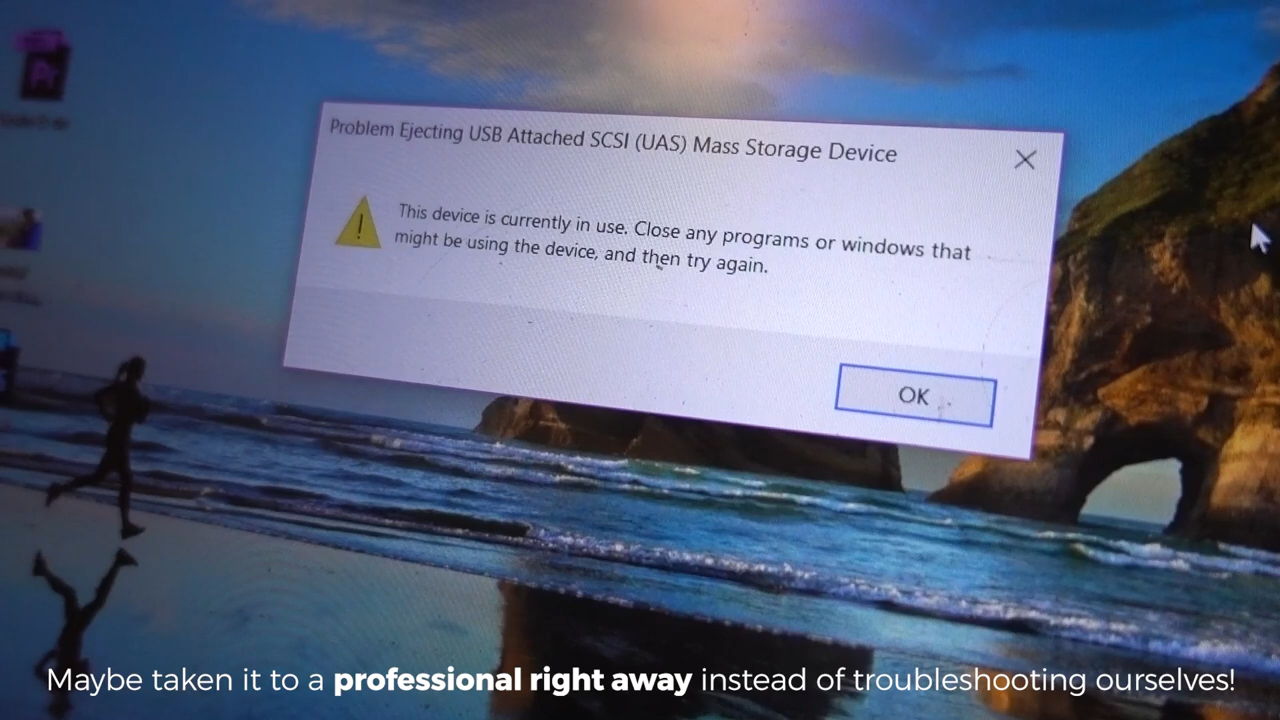 Pr
Problem Ejecting USB Attached SCSI (UAS) Mass Storage Device
This device is currently in use. Close any programs or windows that
might be using the device, and then try again.
OK
Maybe taken it to a professional right away instead of troubleshooting ourselves!